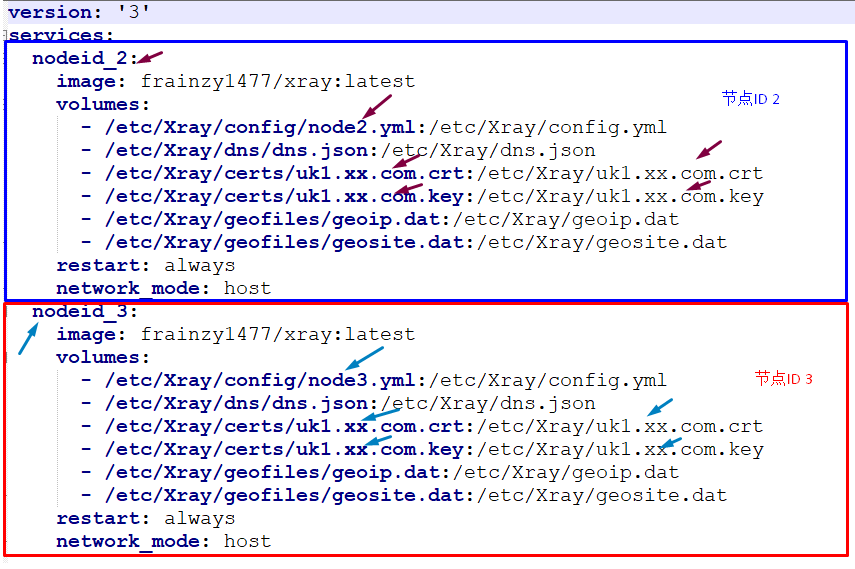 version: '3'
services:
nodeid_2:
image: frainzy1477/xray:latest
volumes:
节点ID 2
- /etc/Xray/config/node2.yml:/etc/Xray/config.yml
- /etc/Xray/dns/dns.json:/etc/Xray/dns.json
- /etc/Xray/certs/uk1.xx.com.crt:/etc/Xray/uk1.xx.com.crt
- /etc/Xray/certs/uk1.xx.com.key:/etc/Xray/uk1.xx.com.key
- /etc/Xray/geofiles/geoip.dat:/etc/Xray/geoip.dat
- /etc/Xray/geofiles/geosite.dat:/etc/Xray/geosite.dat
restart: always
network_mode: host
nodeid_3:
image: frainzy1477/xray:latest
volumes:
- /etc/Xray/config/node3.yml:/etc/Xray/config.yml
节点ID 3
- /etc/Xray/dns/dns.json:/etc/Xray/dns.json
- /etc/Xray/certs/uk1.xx.com.crt:/etc/Xray/uk1.xx.com.crt
- /etc/Xray/certs/uk1.xx.com.key:/etc/Xray/uk1.xx.com.key
- /etc/Xray/geofiles/geoip.dat:/etc/Xray/geoip.dat
- /etc/Xray/geofiles/geosite.dat:/etc/Xray/geosite.dat
restart: always
network_mode: host